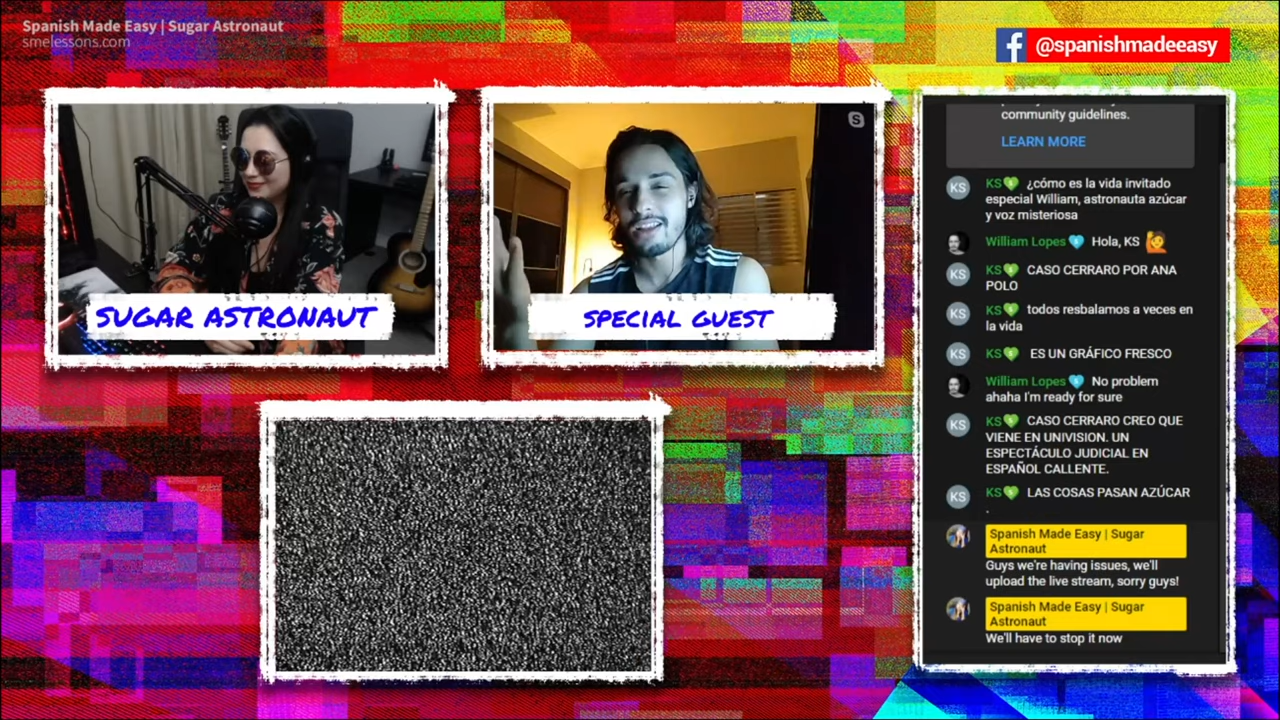 Spanish Made Easy | Sugar Astronaut
smelessons.com
@spanishmadeeasy
SUGAR ASTRONAUT
SPECIAL GUEST
community guidelines.
LEARN MORE
KS KS ¿cómo es la vida invitado
especial William, astronauta azúcar
y voz misteriosa
William Lopes Hola, KS
KS KS CASO CERRARO POR ANA
POLO
KS KS todos resbalamos a veces en
la vida
KS KS ES UN GRÁFICO FRESCO
William Lopes No problem
ahaha I'm ready for sure
KS KS CASO CERRARO CREO QUE
VIENE EN UNIVISION. UN
ESPECTÁCULO JUDICIAL EN
ESPAÑOL CALLENTE.
KS KS LAS COSAS PASAN AZÚCAR
.
Spanish Made Easy | Sugar
Astronaut
Guys we're having issues, we'll
upload the live stream, sorry guys!
Spanish Made Easy | Sugar
Astronaut
We'll have to stop it now